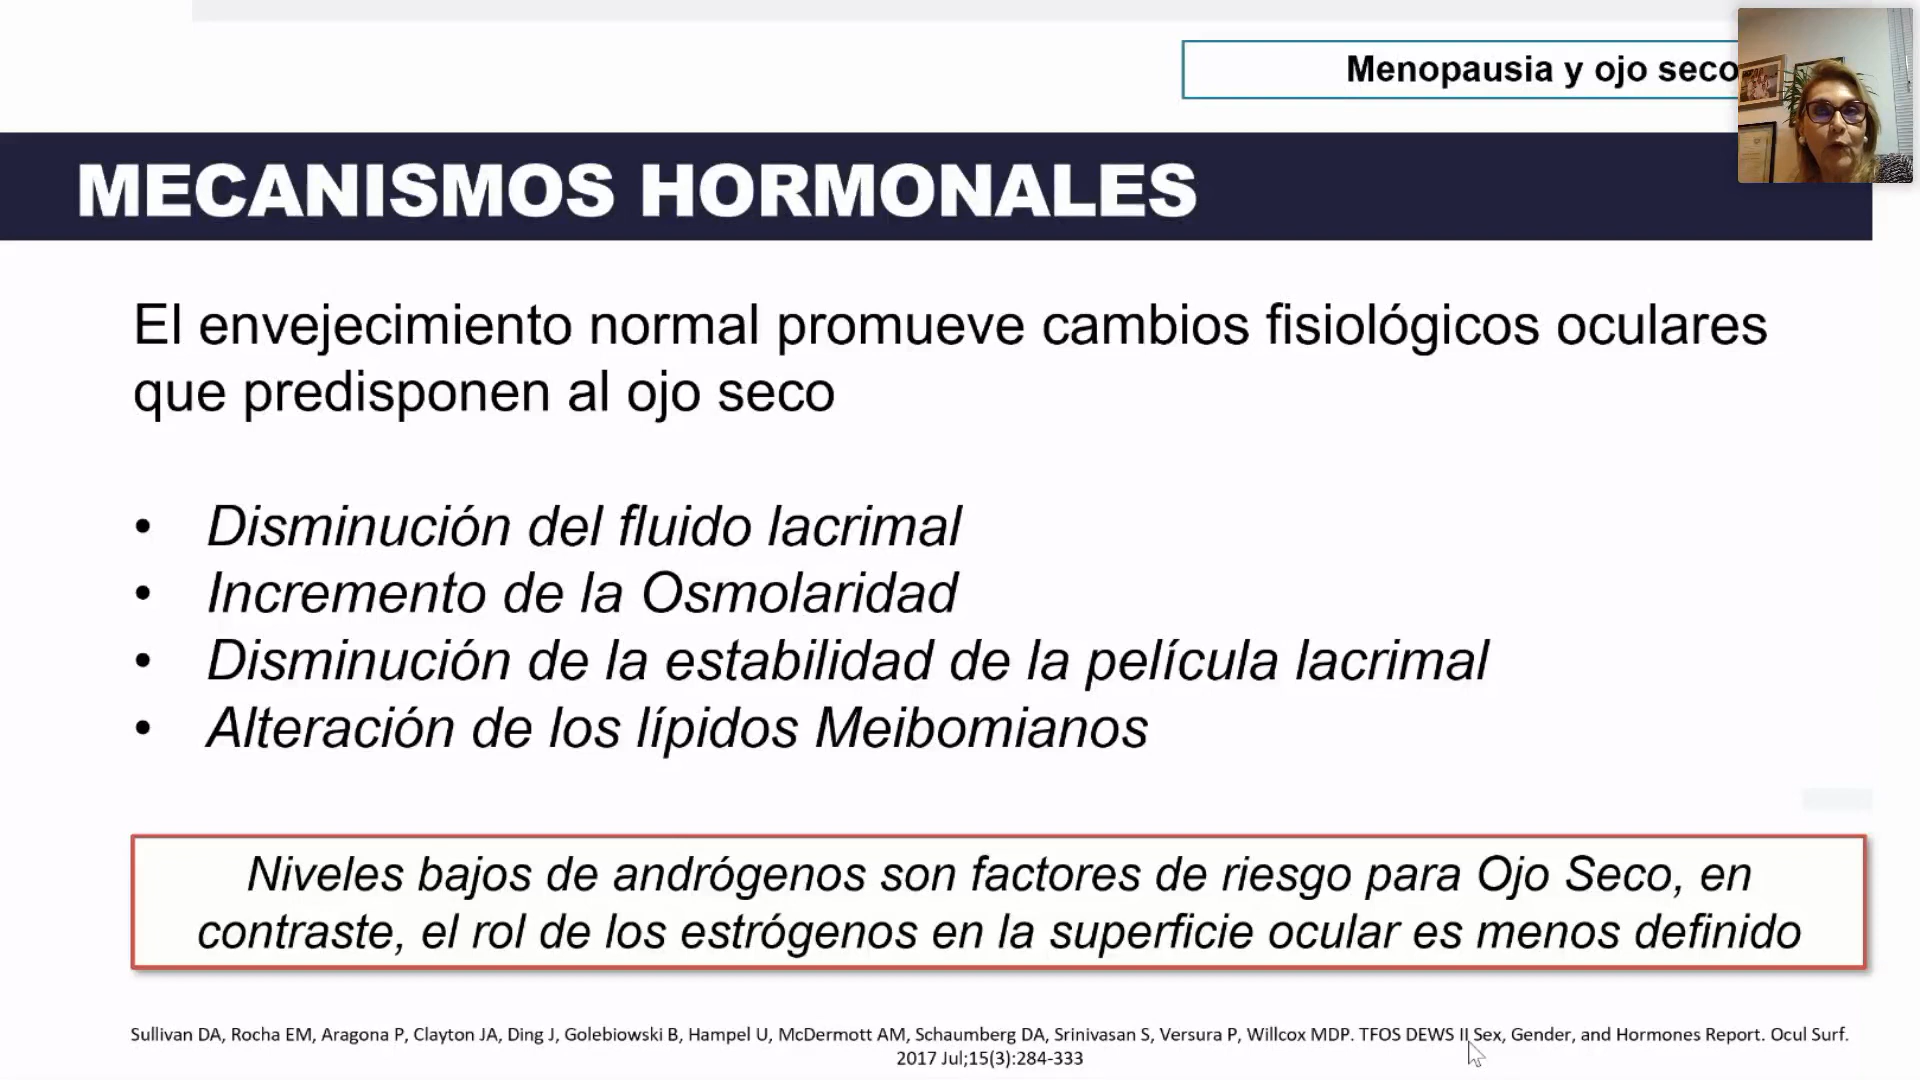 Menopausia y ojo seco
MECANISMOS HORMONALES
El envejecimiento normal promueve cambios fisiológicos oculares
que predisponen al ojo seco
• Disminución del fluido lacrimal
• Incremento de la Osmolaridad
• Disminución de la estabilidad de la película lacrimal
• Alteración de los lípidos Meibomianos
Niveles bajos de andrógenos son factores de riesgo para Ojo Seco, en
contraste, el rol de los estrógenos en la superficie ocular es menos definido
Sullivan DA, Rocha EM, Aragona P, Clayton JA, Ding J, Golebiowski B, Hampel U, McDermott AM, Schaumberg DA, Srinivasan S, Versura P, Willcox MDP. TFOS DEWS II Sex, Gender, and Hormones Report. Ocul Surf.
2017 Jul;15(3):284-333